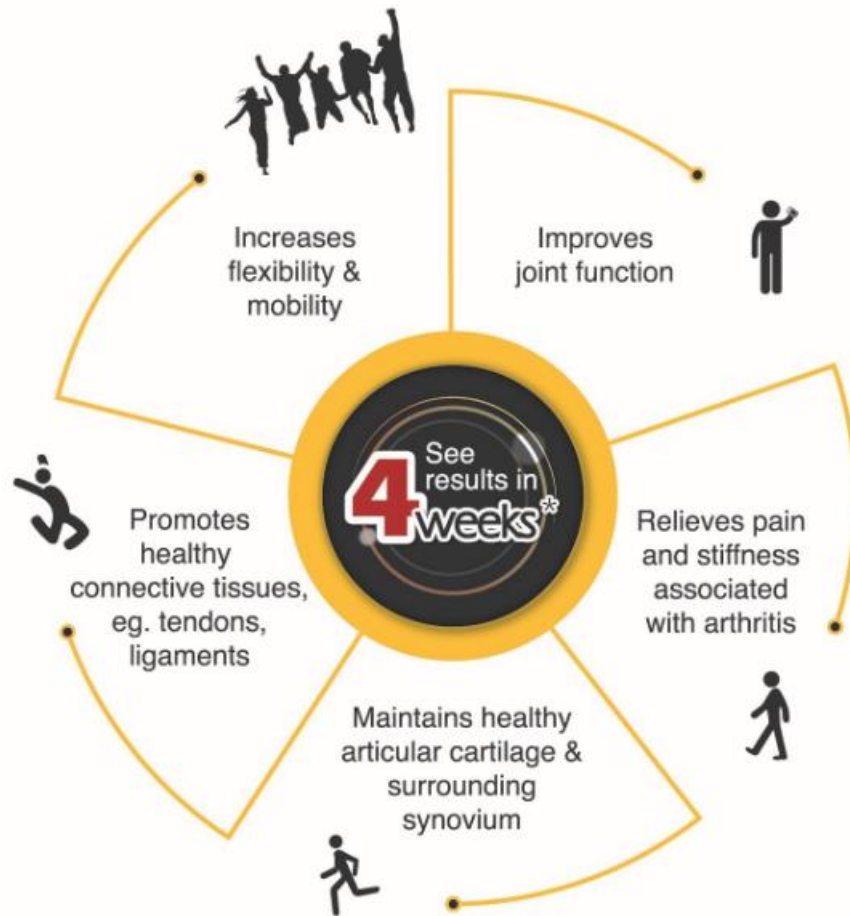 Increases
flexibility &
mobility
Improves
joint function
See
results in
4 weeks*
Promotes
healthy
connective tissues,
eg. tendons,
ligaments
Relieves pain
and stiffness
associated
with arthritis
Maintains healthy
articular cartilage &
surrounding
synovium